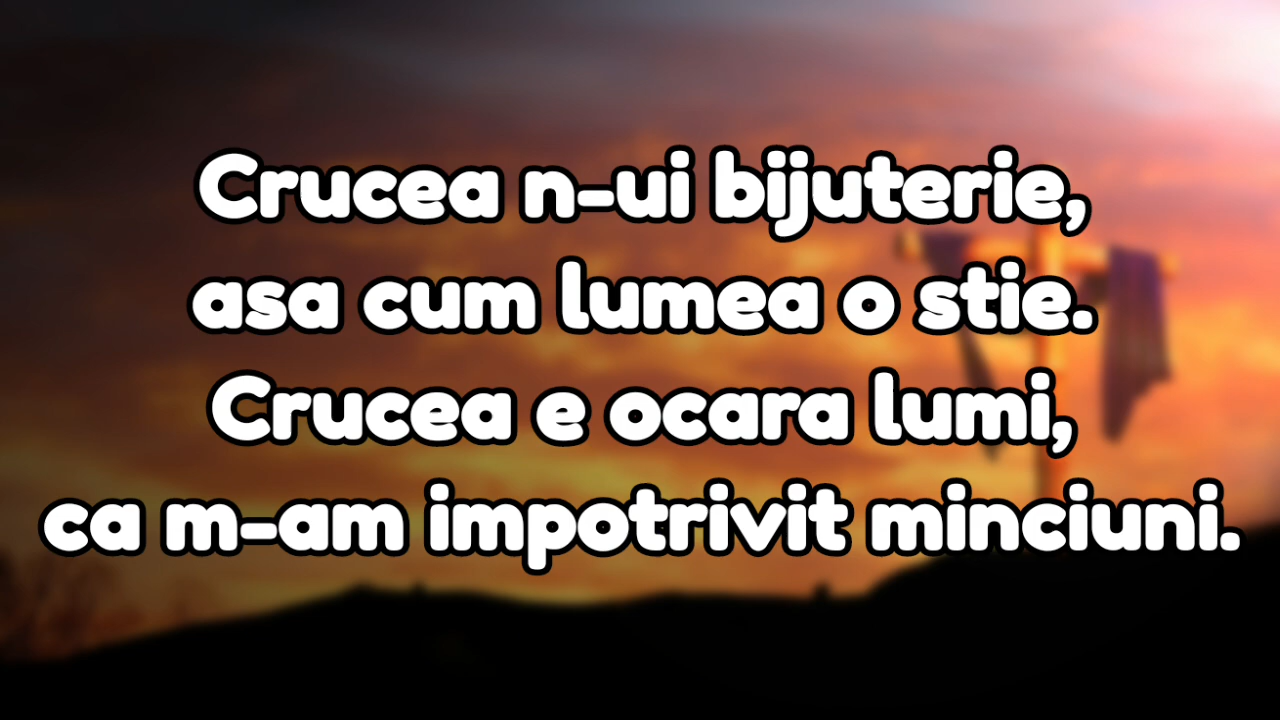 Crucea n-ui bijuterie,
asa cum lumea o stie.
Crucea e ocara lumi,
ca m-am impotrivit minciuni.